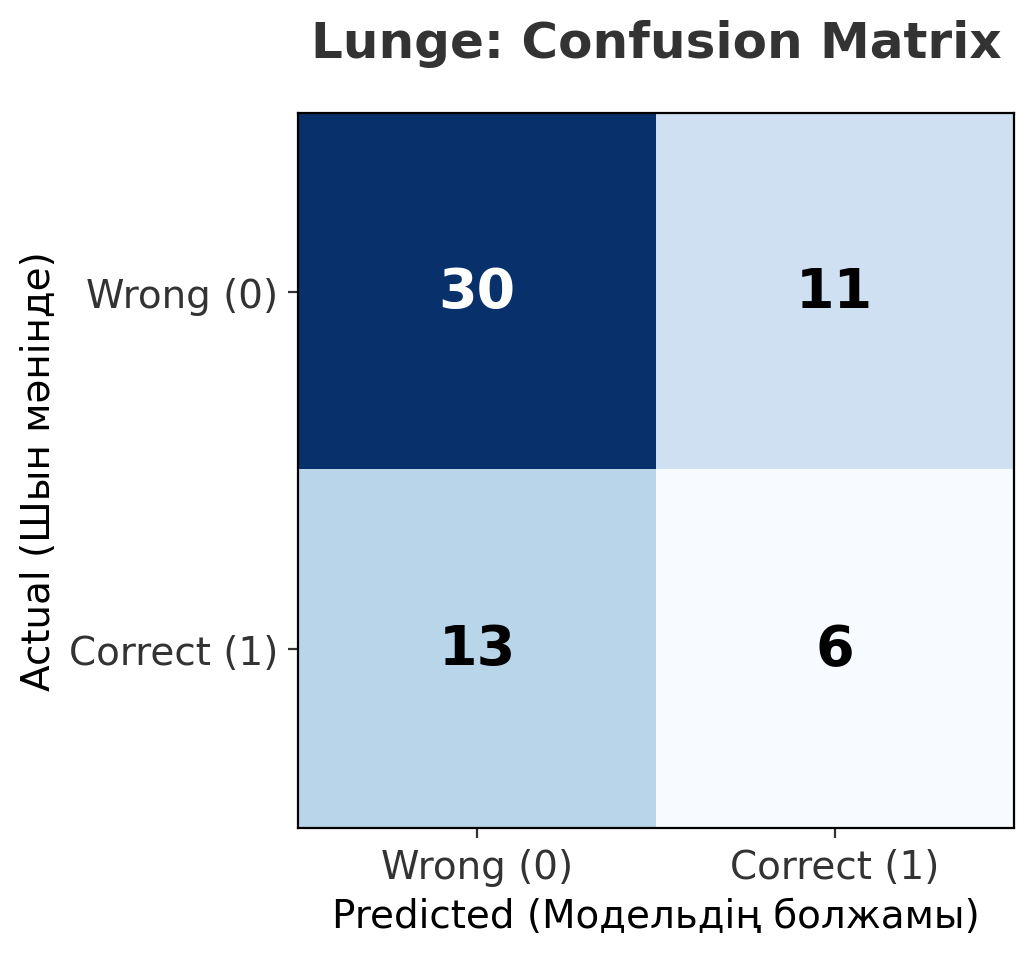 Lunge: Confusion Matrix
Actual (Шын мәнінде)
Wrong (0)
30
11
Correct (1)
13
6
Wrong (0)
Correct (1)
Predicted (Модельдің болжамы)